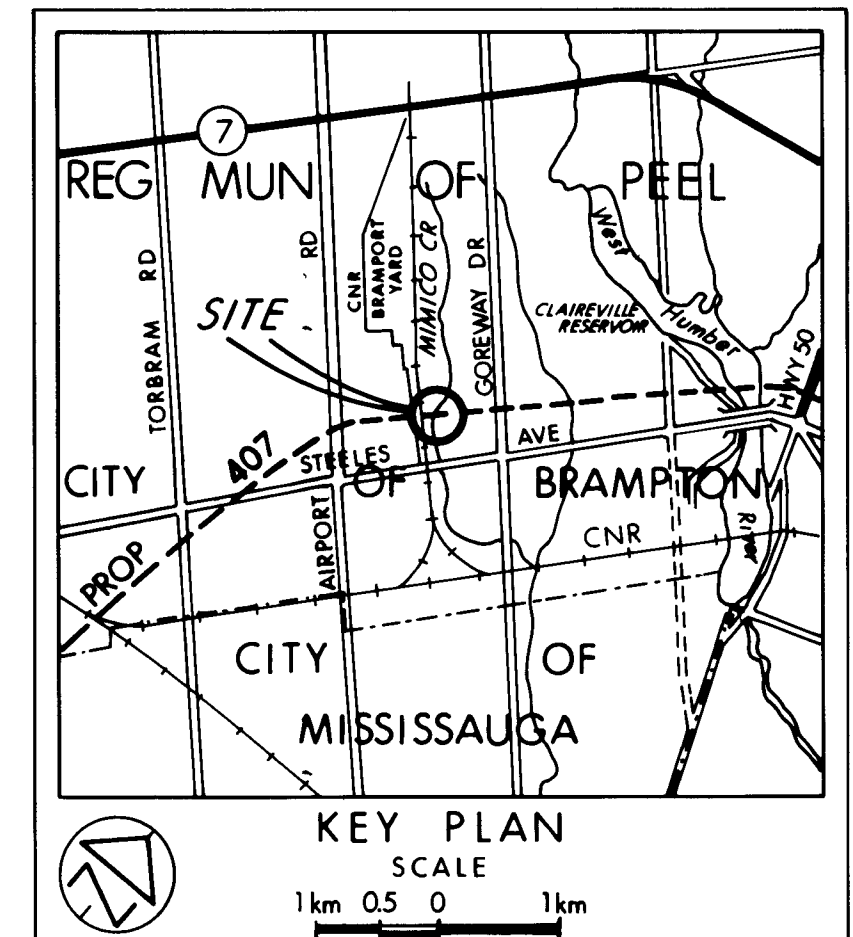 7
REG MUN OF PEEL
TORBRAM RD
RD
CNR BRAMPORT YARD
MIMICO CR
GOREWAY DR
West Humber
River
CLAIREVILLE
RESERVOIR
SITE
HWY 50
407
PROP
STEELES AVE
CITY OF BRAMPTON
AIRPORT
CNR
CITY OF
MISSISSAUGA
KEY PLAN
SCALE
1km 0.5 0 1km
N